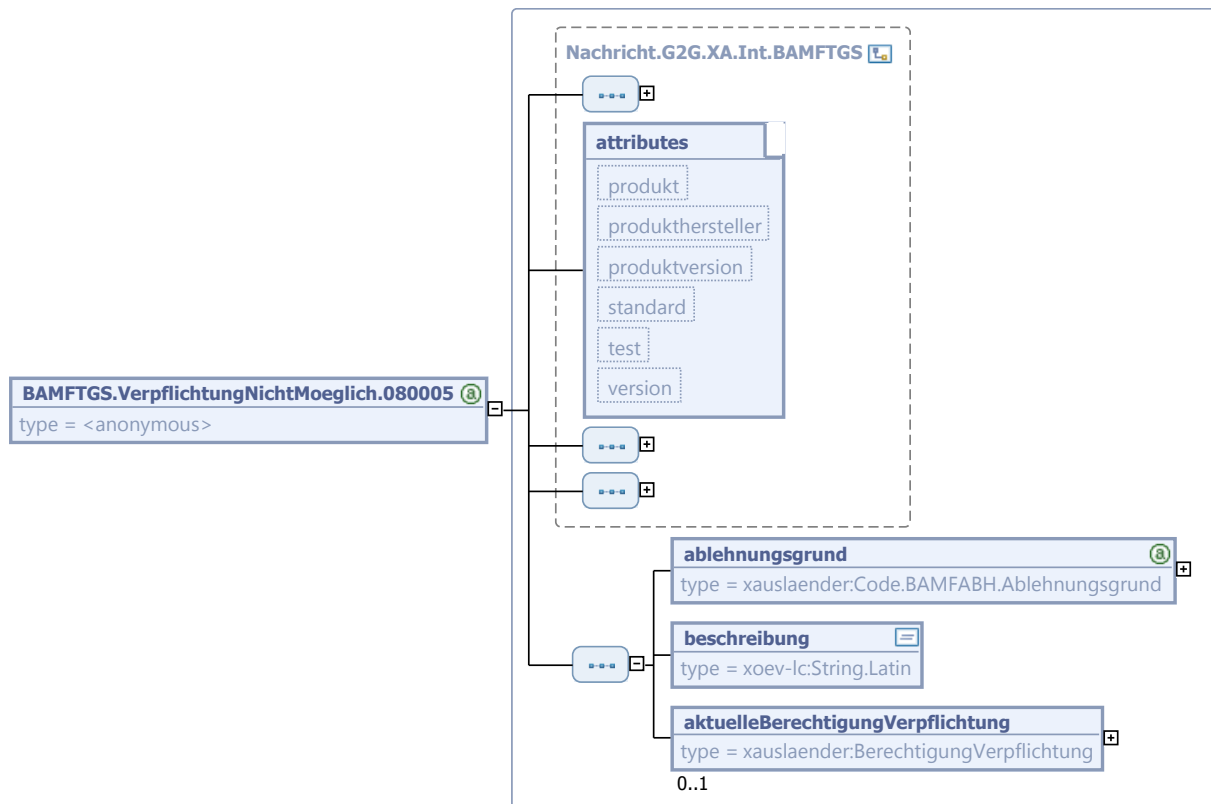 Nachricht.G2G.XA.Int.BAMFTGS
attributes
produkt
produkthersteller
produktversion
standard
test
version
BAMFTGS.VerpflichtungNichtMoeglich.080005 a
type = <anonymous>
ablehnungsgrund a
type = xauslaender:Code.BAMFABH.Ablehnungsgrund
beschreibung
type = xoev-lc:String.Latin
aktuelleBerechtigungVerpflichtung
type = xauslaender:BerechtigungVerpflichtung
0..1